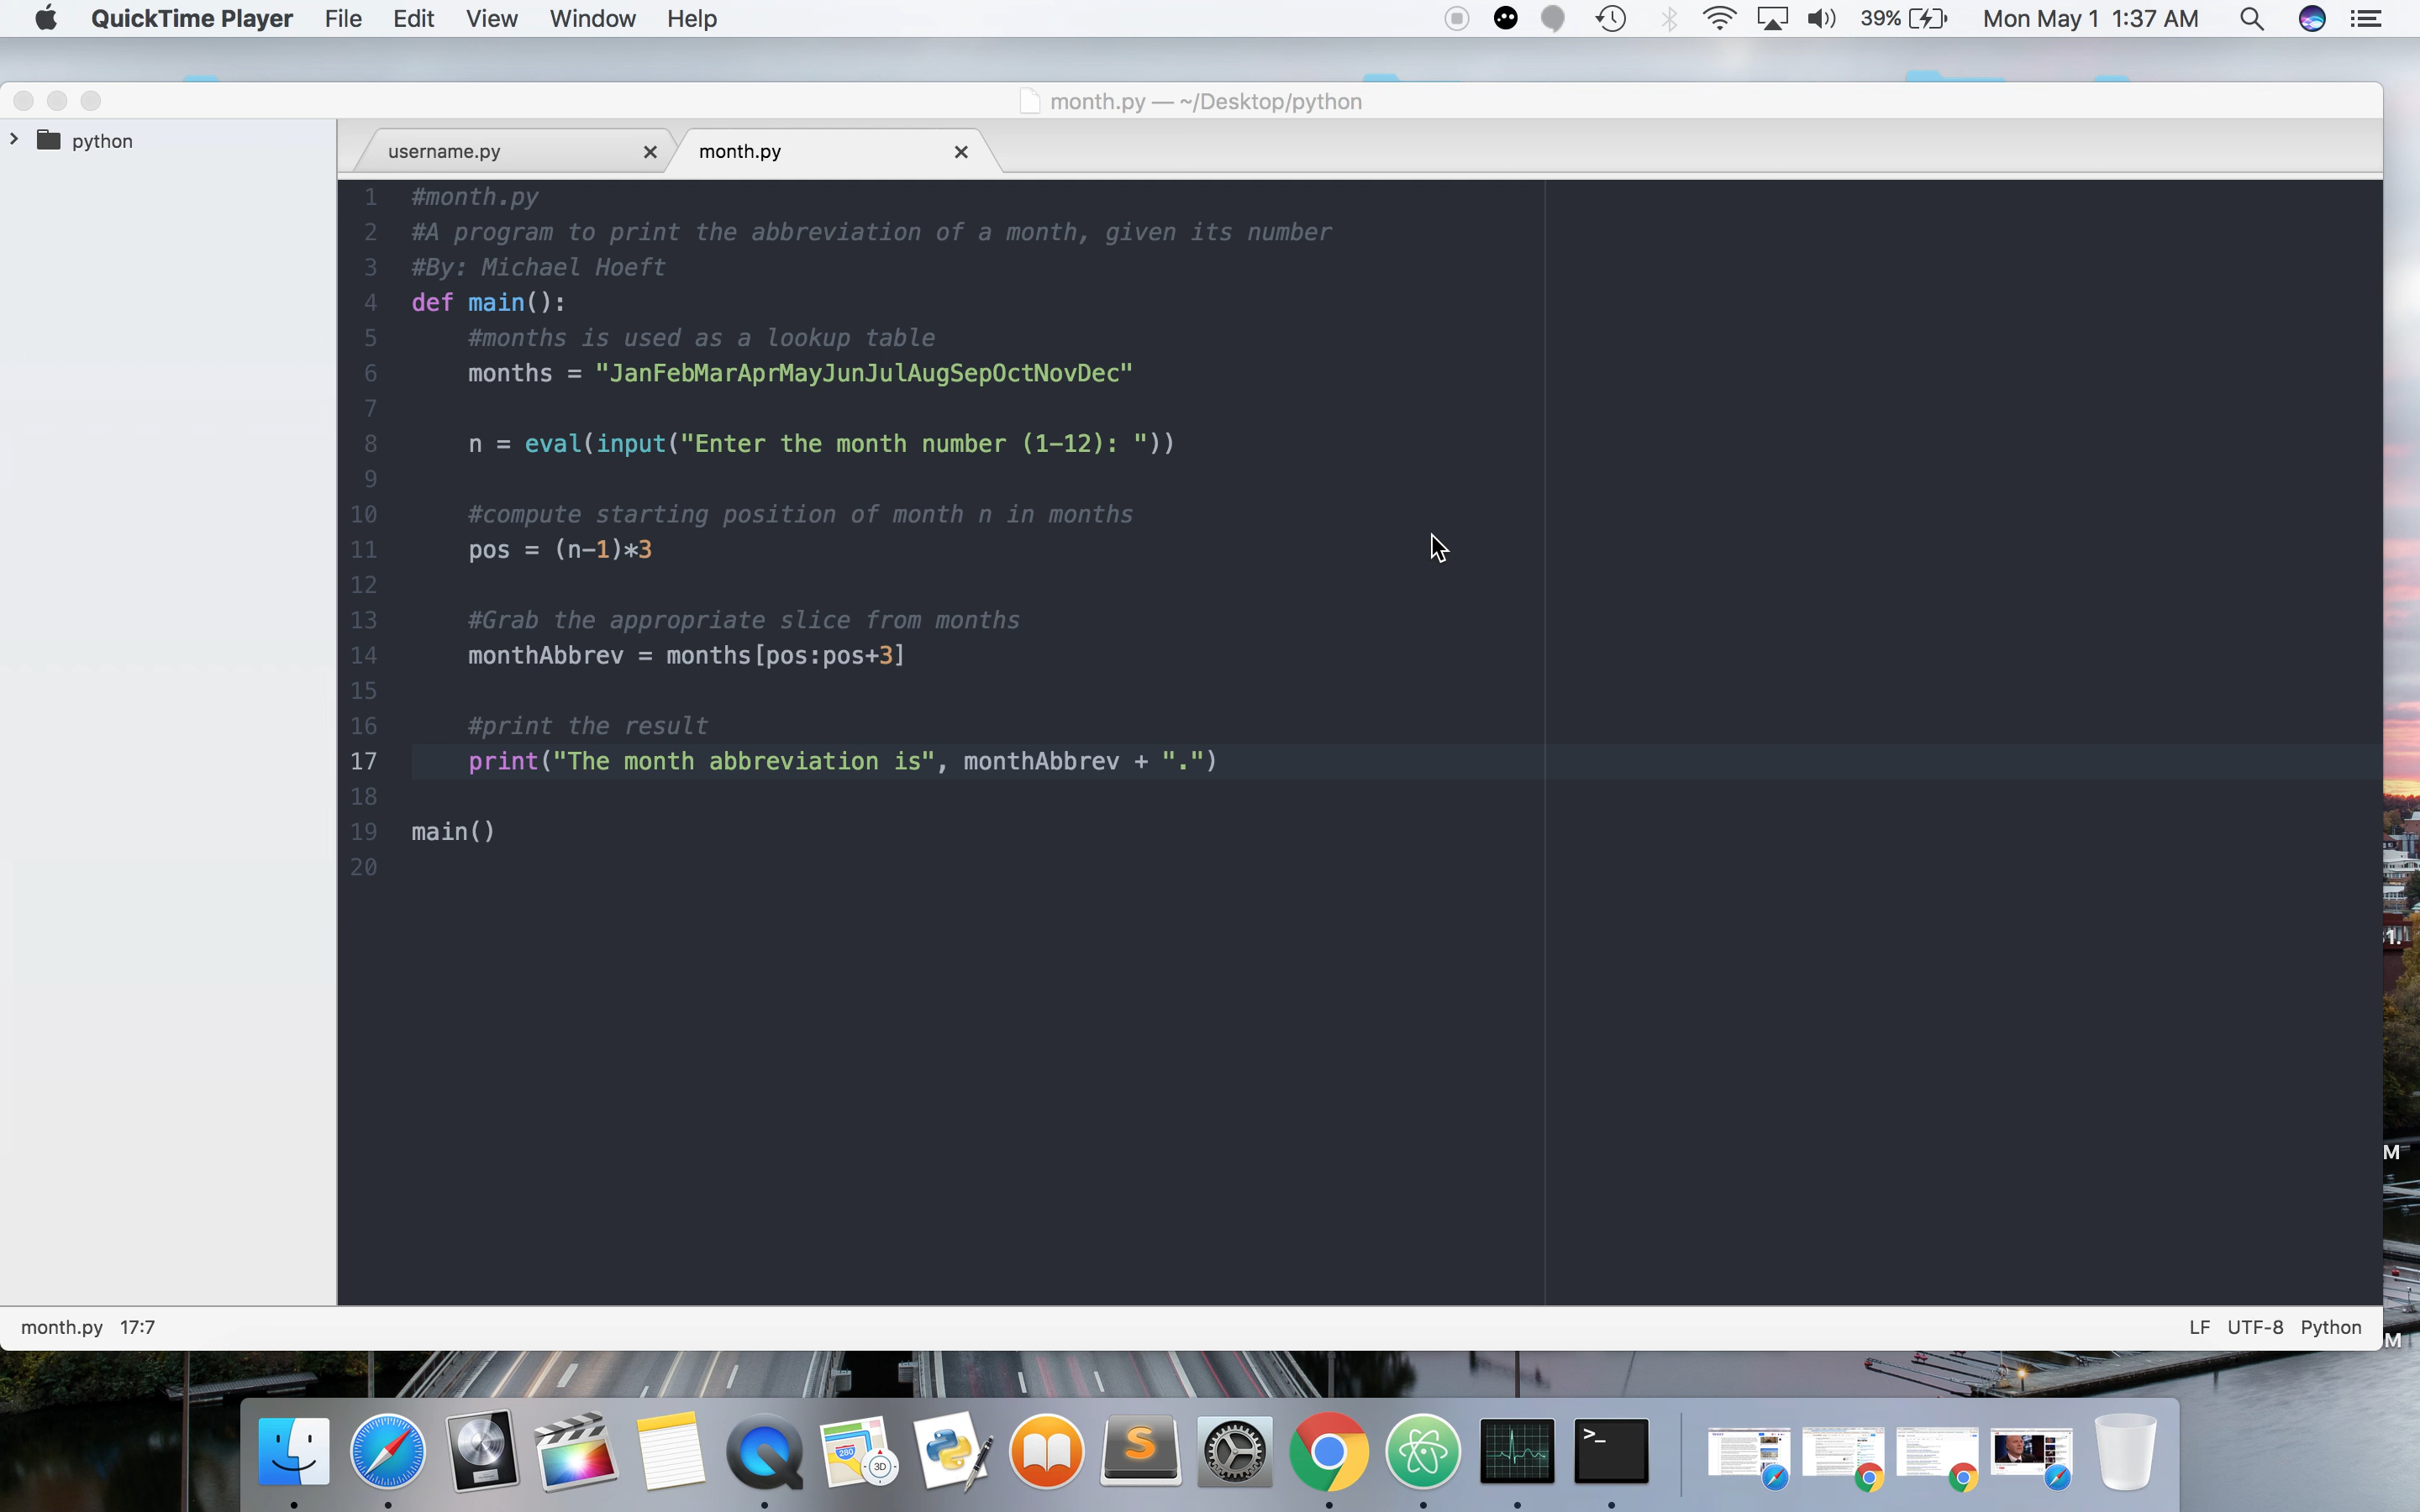 QuickTime Player File Edit View Window Help 39% Mon May 1 1:37 AM
month.py — ~/Desktop/python
python
username.py month.py
1 #month.py
2 #A program to print the abbreviation of a month, given its number
3 #By: Michael Hoeft
4 def main():
5     #months is used as a lookup table
6     months = "JanFebMarAprMayJunJulAugSepOctNovDec"
7
8     n = eval(input("Enter the month number (1-12): "))
9
10     #compute starting position of month n in months
11     pos = (n-1)*3
12
13     #Grab the appropriate slice from months
14     monthAbbrev = months[pos:pos+3]
15
16     #print the result
17     print("The month abbreviation is", monthAbbrev + ".")
18
19 main()
20
M
month.py 17:7 LF UTF-8 Python
M
280
3D
S
>_